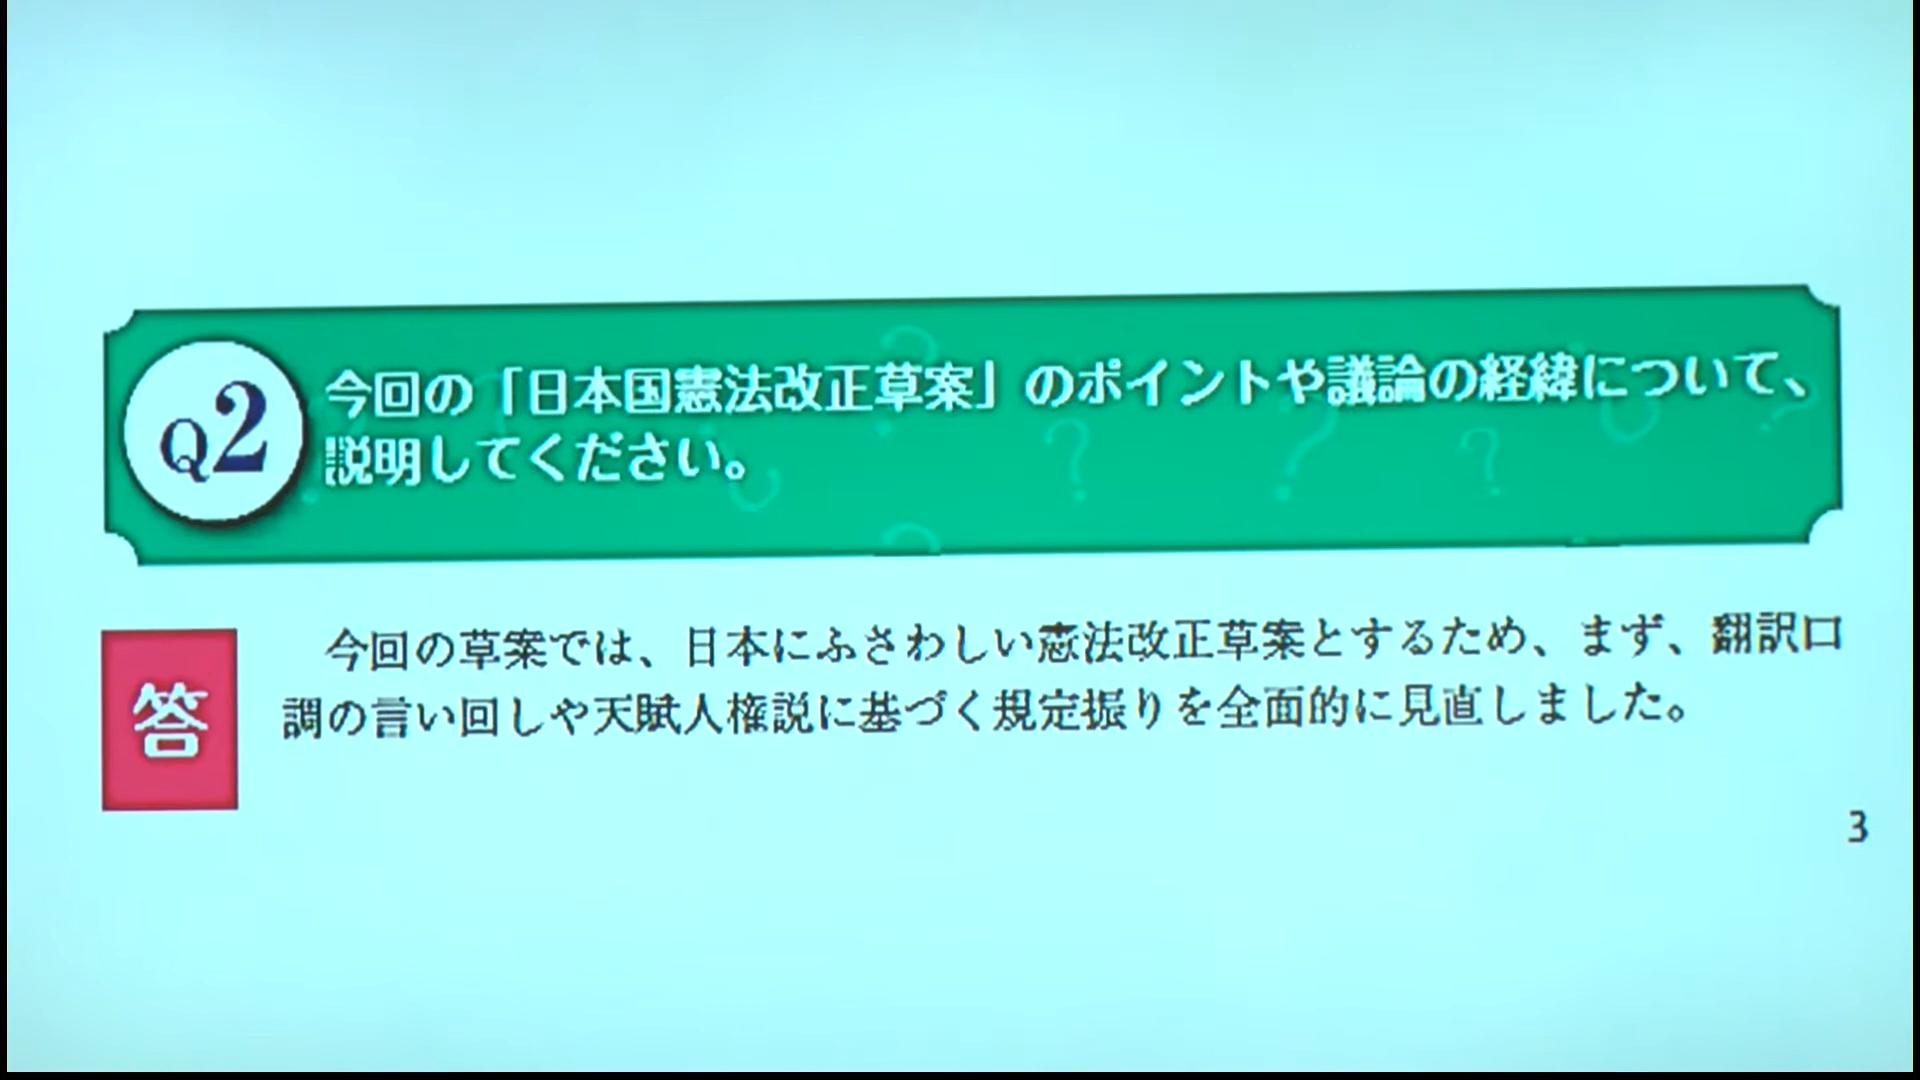 Q2
今回の「日本国憲法改正草案」のポイントや議論の経緯について、
説明してください。
答
今回の草案では、日本にふさわしい憲法改正草案とするため、まず、翻訳口
調の言い回しや天賦人権説に基づく規定振りを全面的に見直しました。
3